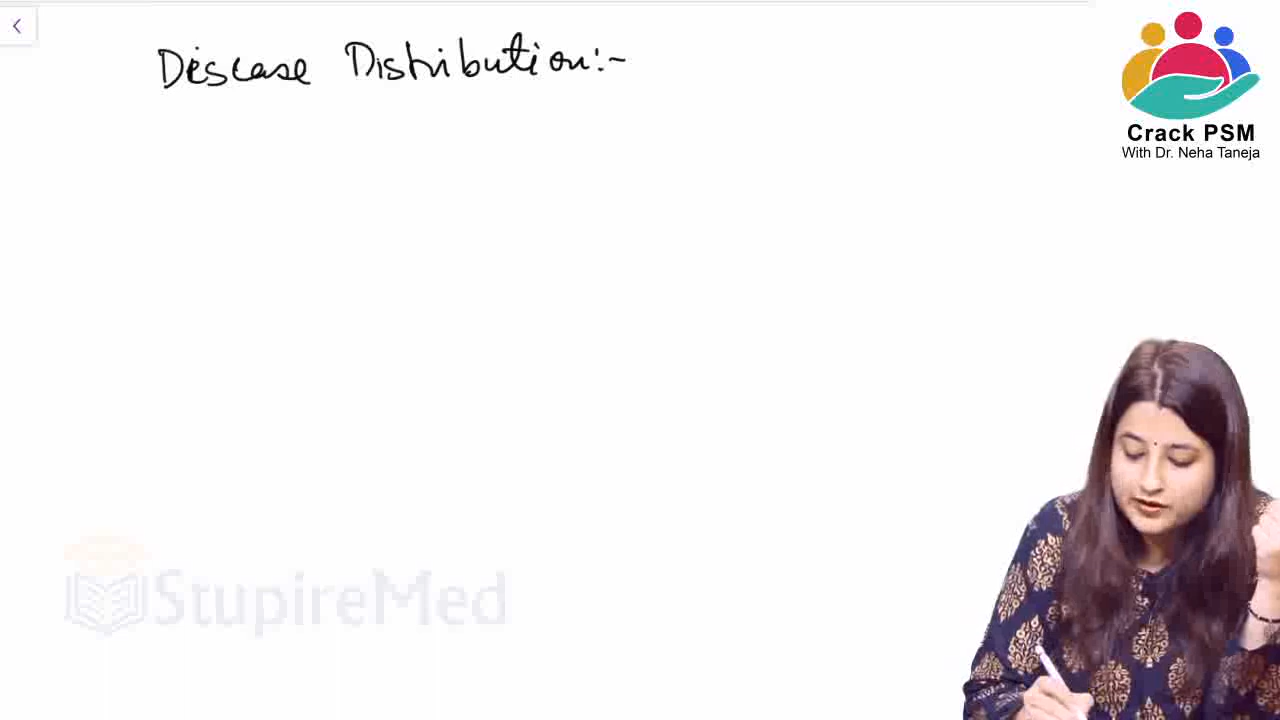 Disease Distribution:-
Crack PSM
With Dr. Neha Taneja
StupireMed